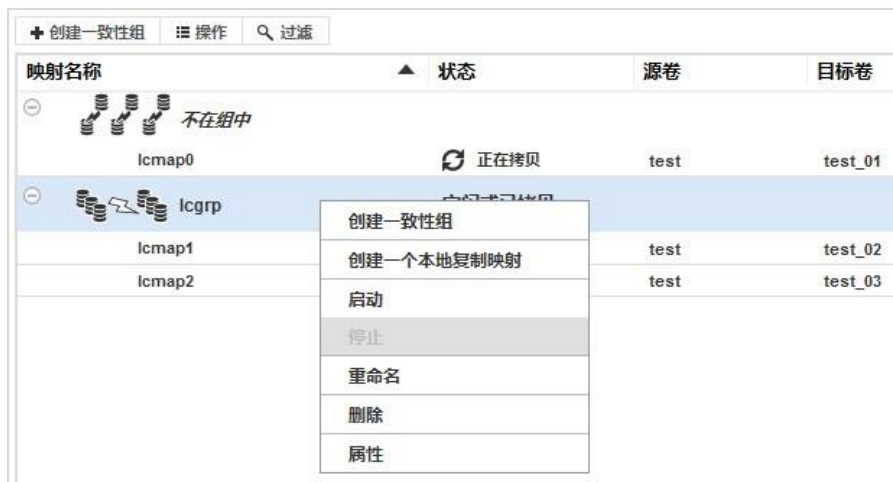 创建一致性组 操作 过滤
映射名称 状态 源卷 目标卷
不在组中
lcmap0 正在拷贝 test test_01
lcgrp
创建一致性组
lcmap1 test test_02
创建一个本地复制映射
lcmap2 test test_03
启动
停止
重命名
删除
属性